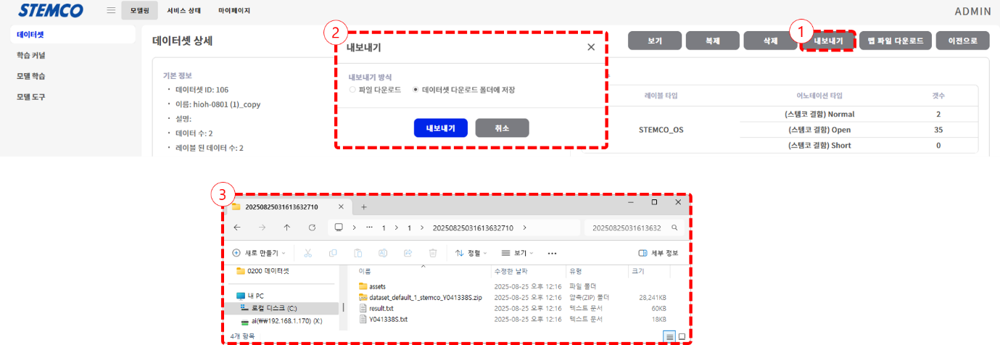 STEMCO
모델링
서비스 상태
마이페이지
ADMIN
데이터셋
학습 커널
모델 학습
모델 도구
데이터셋 상세
1
보기
복제
삭제
내보내기
맵 파일 다운로드
이전으로
기본 정보
· 데이터셋 ID: 106
· 이름: hioh-0801 (1)_copy
· 설명:
· 데이터 수: 2
· 레이블 된 데이터 수: 2
2
내보내기
내보내기 방식
파일 다운로드
데이터셋 다운로드 폴더에 저장
내보내기
취소
레이블 타입 어노테이션 타입 갯수
STEMCO_OS
(스템코 결함) Normal 2
(스템코 결함) Open 35
(스템코 결함) Short 0
3
20250825031613632710
1 > 1 > 20250825031613632710 >
20250825031613632
새로 만들기
정렬
보기
세부 정보
0200 데이터셋
내 PC
로컬 디스크 (C:)
ai(₩₩192.168.1.170) (X:)
이름 수정한 날짜 유형 크기
assets 2025-08-25 오후 12:16 파일 폴더
dataset_default_1_stemco_Y041338S.zip 2025-08-25 오후 12:16 압축(ZIP) 폴더 28,241KB
result.txt 2025-08-25 오후 12:16 텍스트 문서 60KB
Y041338S.txt 2025-08-25 오후 12:16 텍스트 문서 18KB
4개 항목